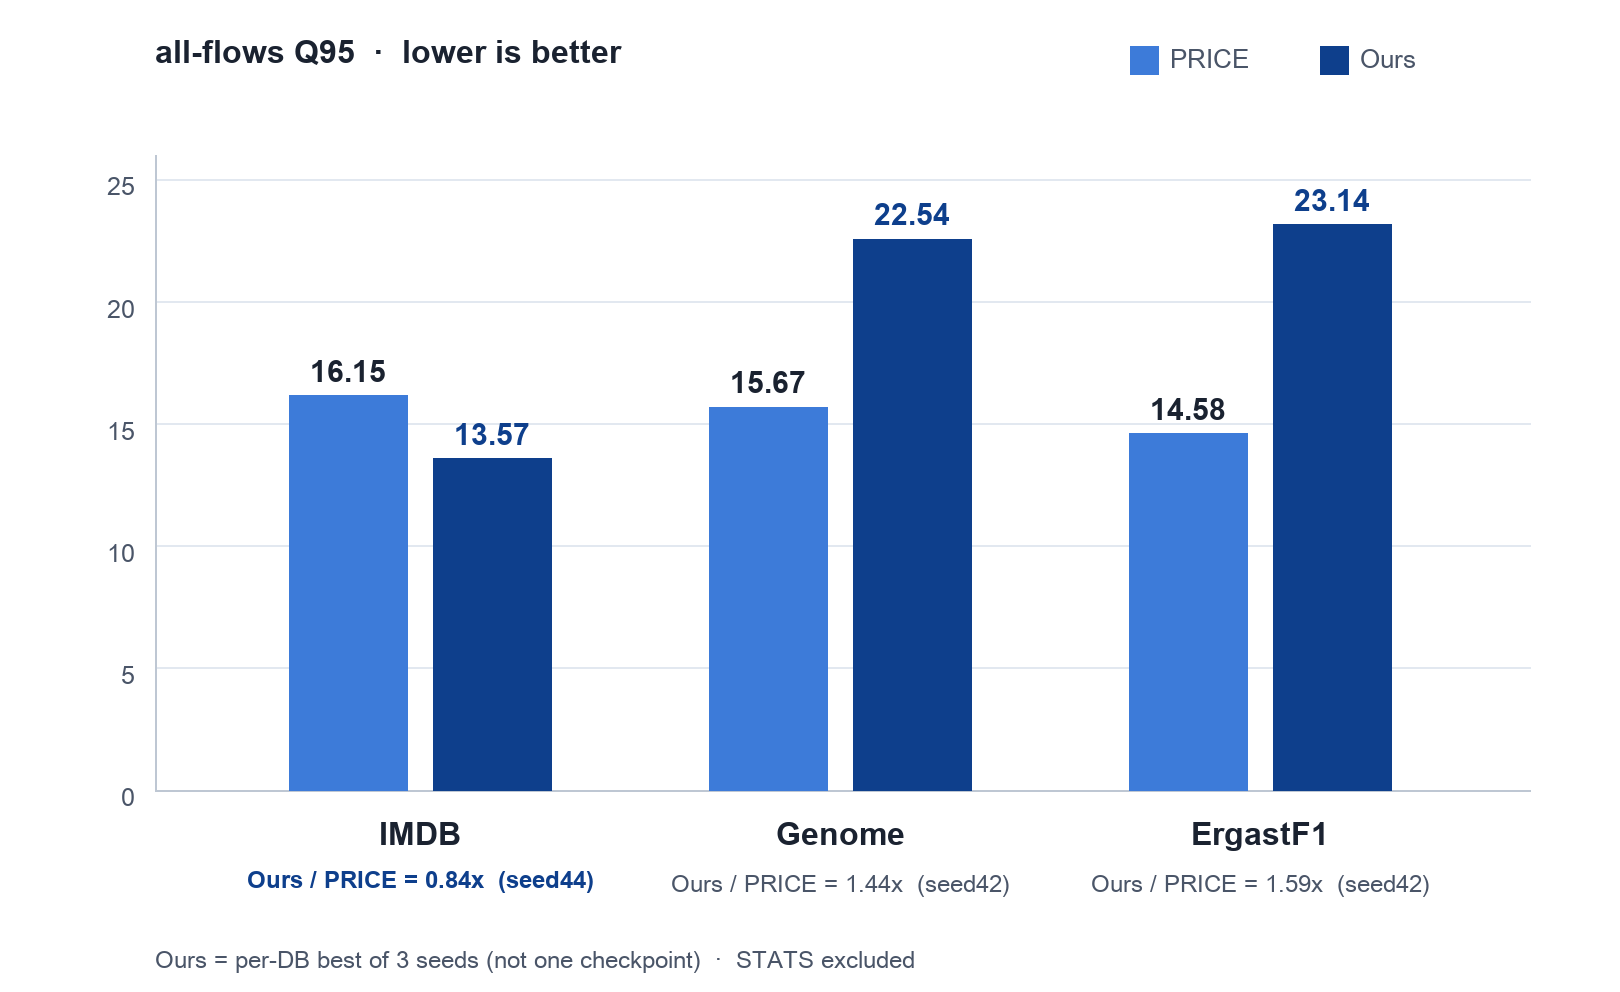 all-flows Q95 · lower is better
PRICE
Ours
25
20
15
10
5
0
16.15
13.57
15.67
22.54
14.58
23.14
IMDB
Genome
ErgastF1
Ours / PRICE = 0.84x (seed44)
Ours / PRICE = 1.44x (seed42)
Ours / PRICE = 1.59x (seed42)
Ours = per-DB best of 3 seeds (not one checkpoint) · STATS excluded